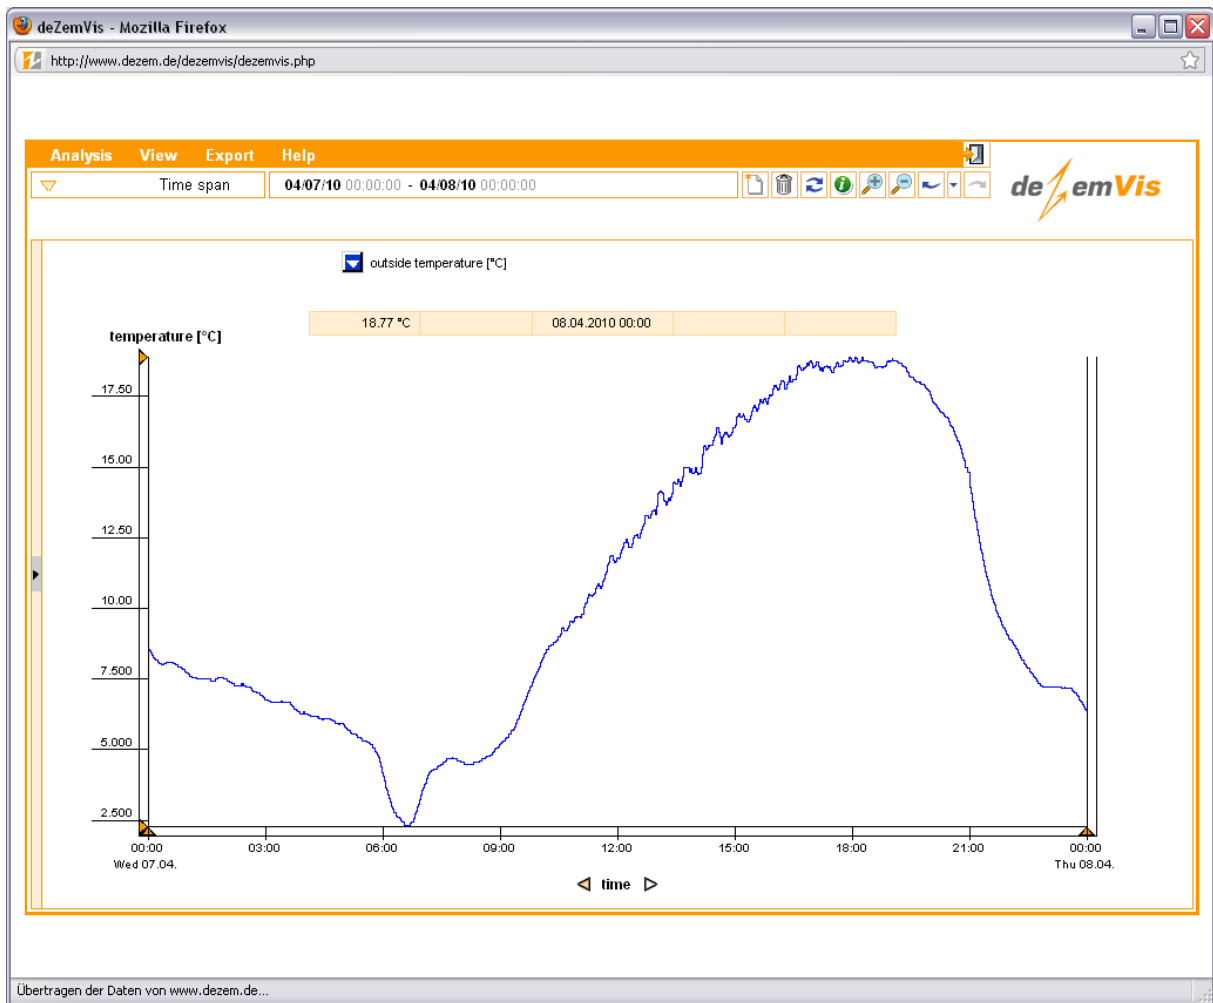 deZemVis - Mozilla Firefox
http://www.dezem.de/dezemvis/dezemvis.php
Analysis View Export Help
Time span 04/07/10 00:00:00 - 04/08/10 00:00:00
de em Vis
outside temperature [°C]
18.77 °C 08.04.2010 00:00
temperature [°C]
17.50
15.00
12.50
10.00
7.500
5.000
2.500
00:00 03:00 06:00 09:00 12:00 15:00 18:00 21:00 00:00
Wed 07.04. Thu 08.04.
time
Übertragen der Daten von www.dezem.de...